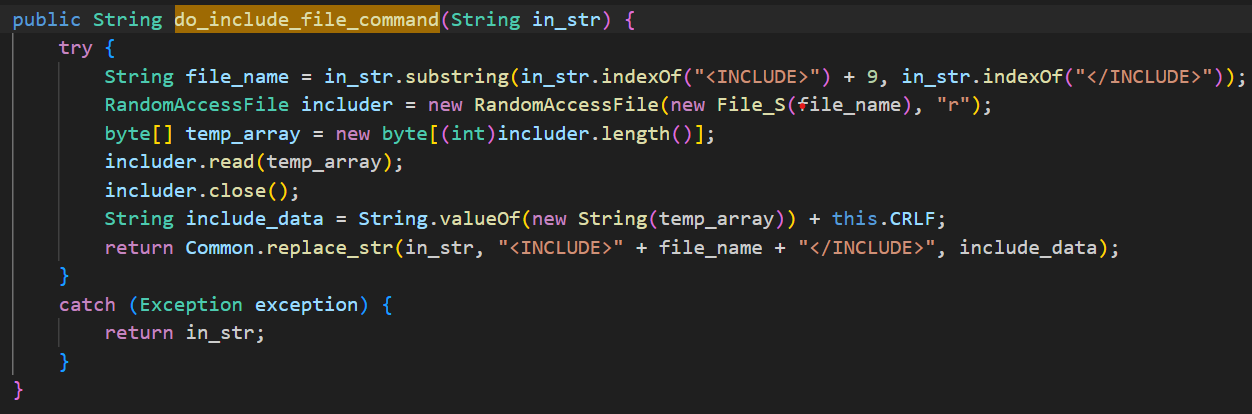 public String do_include_file_command(String in_str) {
    try {
        String file_name = in_str.substring(in_str.indexOf("<INCLUDE>") + 9, in_str.indexOf("</INCLUDE>"));
        RandomAccessFile includer = new RandomAccessFile(new File_S(file_name), "r");
        byte[] temp_array = new byte[(int)includer.length()];
        includer.read(temp_array);
        includer.close();
        String include_data = String.valueOf(new String(temp_array)) + this.CRLF;
        return Common.replace_str(in_str, "<INCLUDE>" + file_name + "</INCLUDE>", include_data);
    }
    catch (Exception exception) {
        return in_str;
    }
}